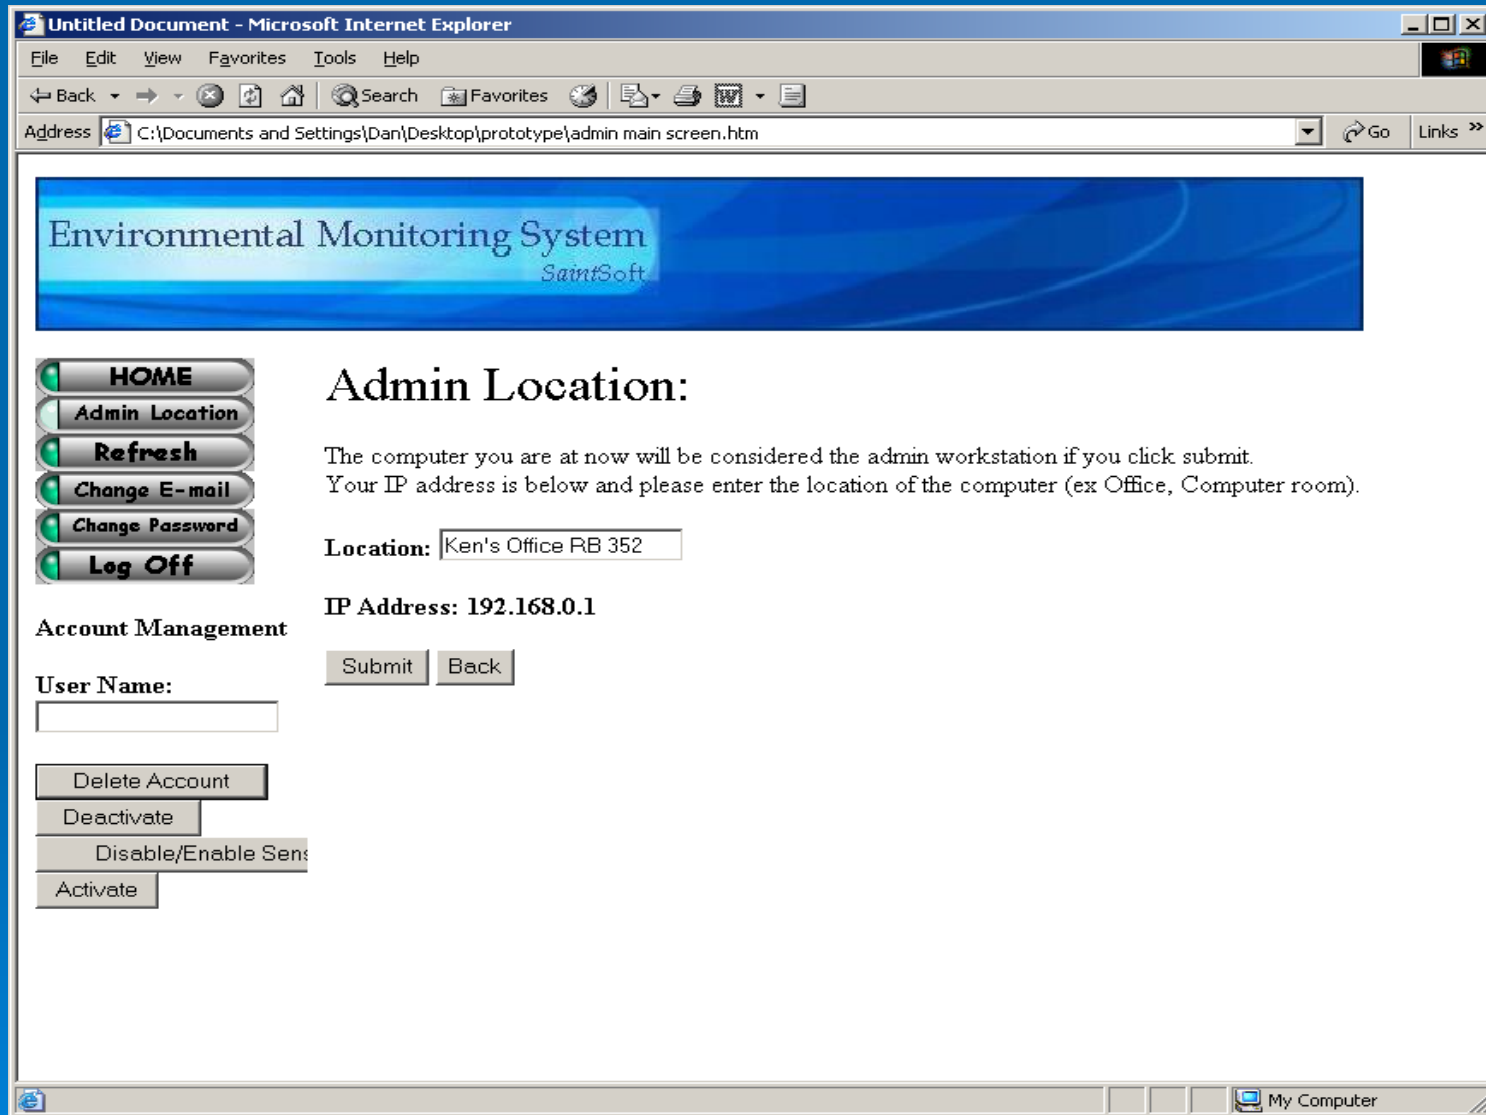 Untitled Document - Microsoft Internet Explorer
File Edit View Favorites Tools Help
Back Search Favorites
Address C:\Documents and Settings\Dan\Desktop\prototype\admin main screen.htm Go Links »
Environmental Monitoring System
SaintSoft
HOME
Admin Location
Refresh
Change E-mail
Change Password
Log Off
Account Management
User Name:
Delete Account
Deactivate
Disable/Enable Sens
Activate
Admin Location:
The computer you are at now will be considered the admin workstation if you click submit.
Your IP address is below and please enter the location of the computer (ex Office, Computer room).
Location: Ken's Office RB 352
IP Address: 192.168.0.1
Submit Back
My Computer